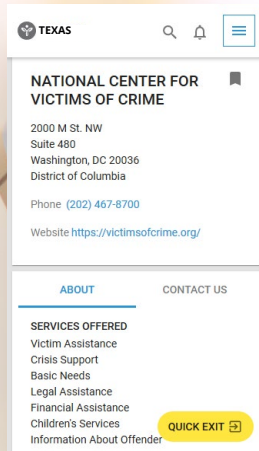 TEXAS
NATIONAL CENTER FOR
VICTIMS OF CRIME
2000 M St. NW
Suite 480
Washington, DC 20036
District of Columbia
Phone (202) 467-8700
Website https://victimsofcrime.org/
ABOUT CONTACT US
SERVICES OFFERED
Victim Assistance
Crisis Support
Basic Needs
Legal Assistance
Financial Assistance
Children's Services
QUICK EXIT
Information About Offender